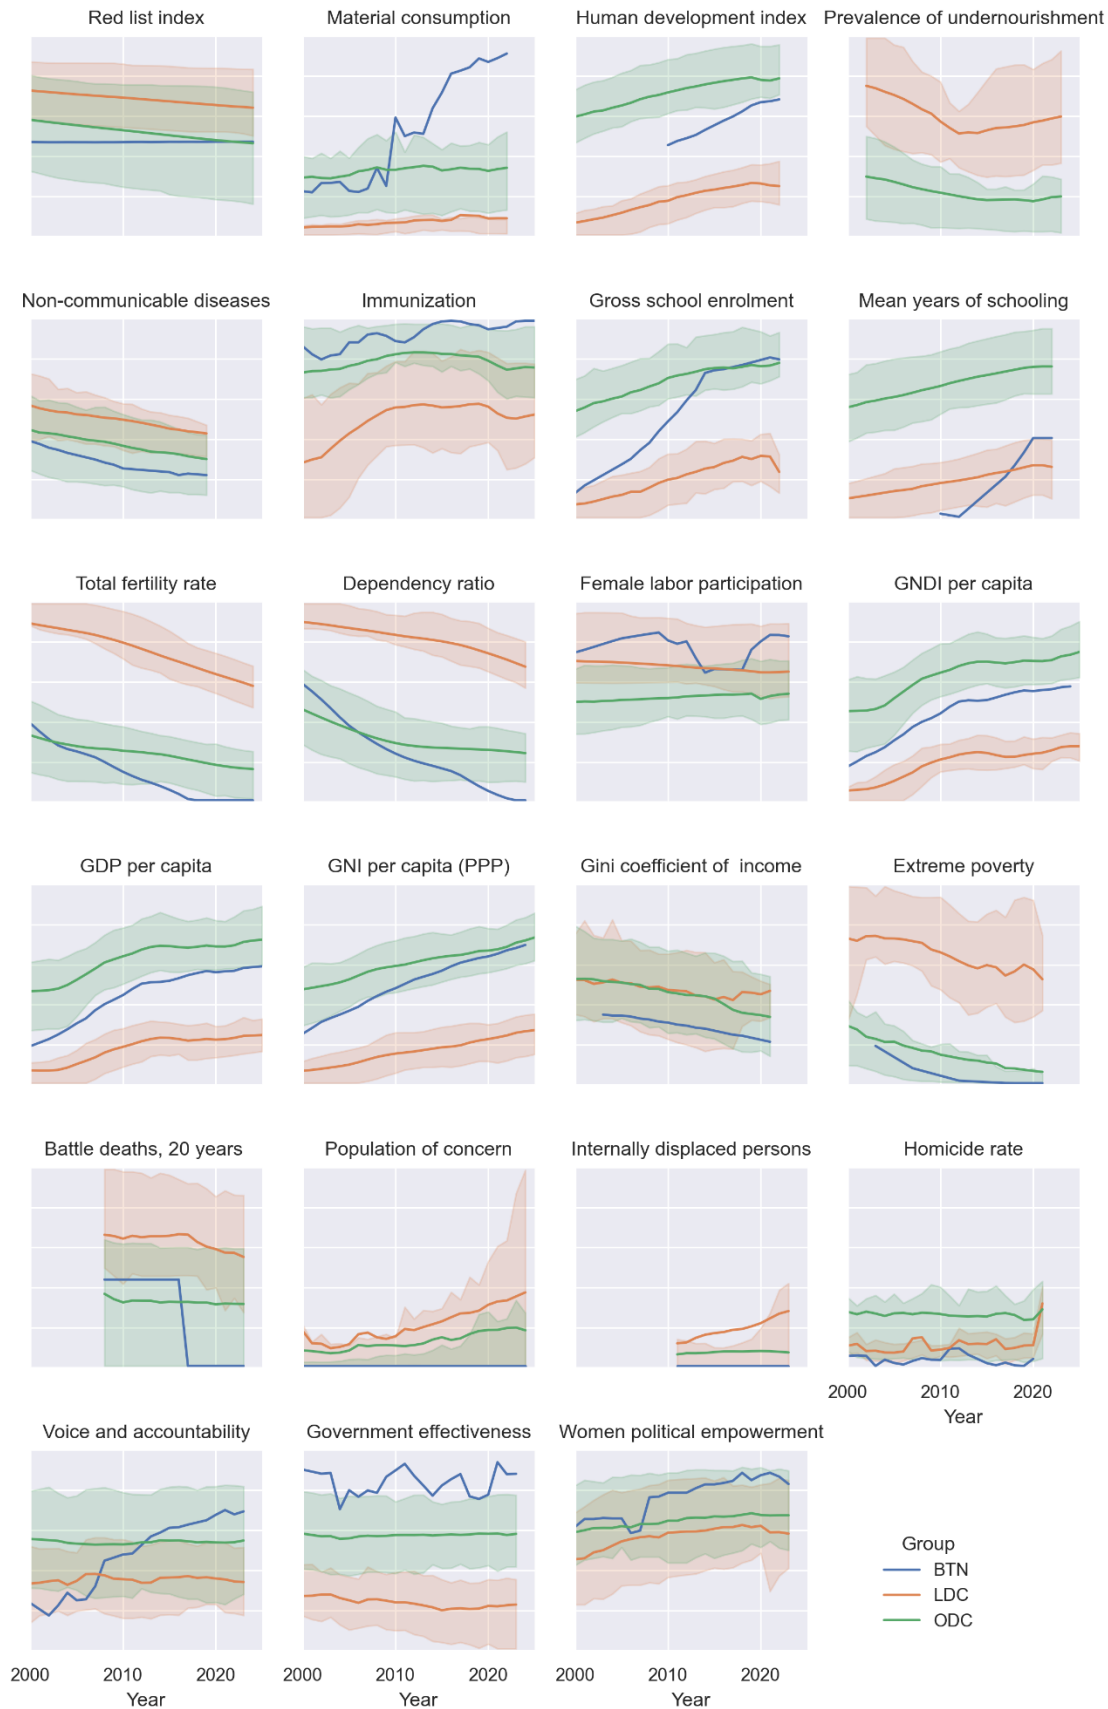 Red list index
Material consumption
Human development index
Prevalence of undernourishment
Non-communicable diseases
Immunization
Gross school enrolment
Mean years of schooling
Total fertility rate
Dependency ratio
Female labor participation
GNDI per capita
GDP per capita
GNI per capita (PPP)
Gini coefficient of  income
Extreme poverty
Battle deaths, 20 years
Population of concern
Internally displaced persons
Homicide rate
2000 2010 2020
Year
Voice and accountability
Government effectiveness
Women political empowerment
Group
BTN
LDC
ODC
2000 2010 2020
Year
2000 2010 2020
Year
2000 2010 2020
Year